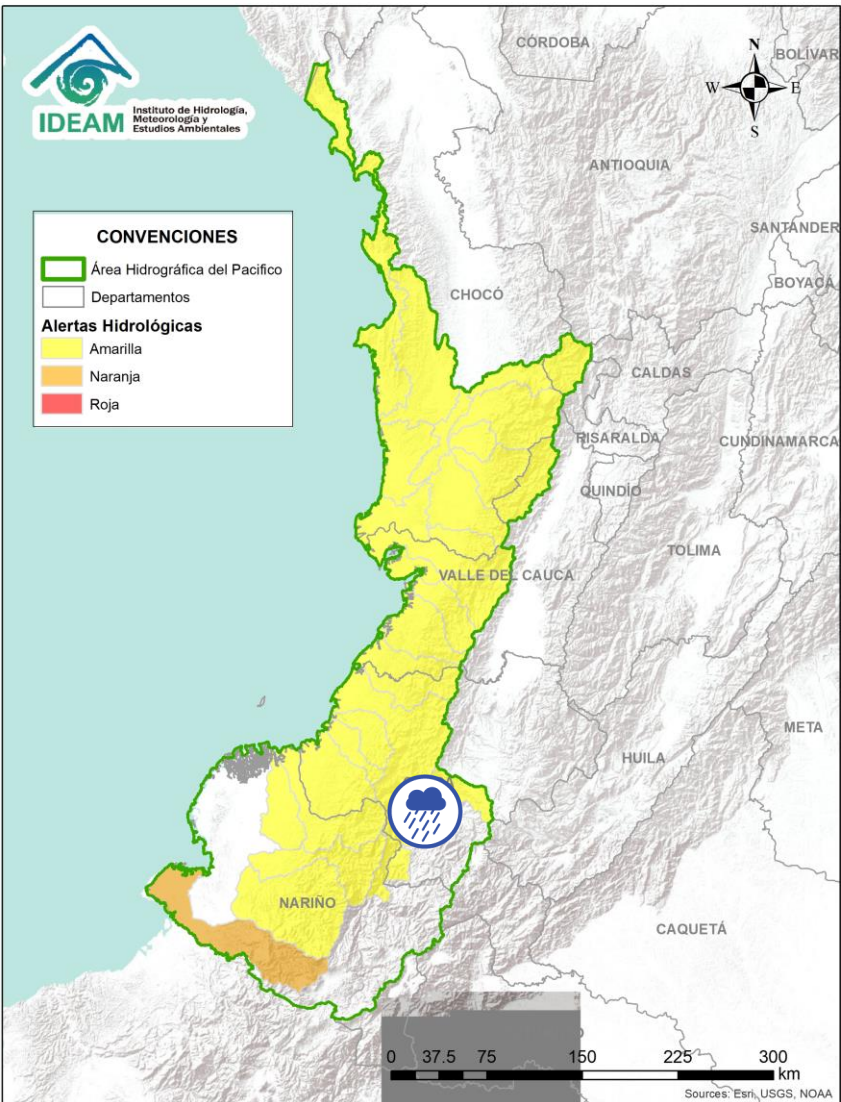 IDEAM
Instituto de Hidrología,
Meteorología y
Estudios Ambientales
CÓRDOBA
N
BOLÍVAR
W
E
S
ANTIOQUIA
SANTANDER
BOYACÁ
CONVENCIONES
Área Hidrográfica del Pacifico
Departamentos
Alertas Hidrológicas
Amarilla
Naranja
Roja
CHOCÓ
CALDAS
RISARALDA
CUNDINAMARCA
QUINDÍO
TOLIMA
VALLE DEL CAUCA
META
HUILA
NARIÑO
CAQUETÁ
0 37.5 75 150 225 300
km
Sources: Esri, USGS, NOAA